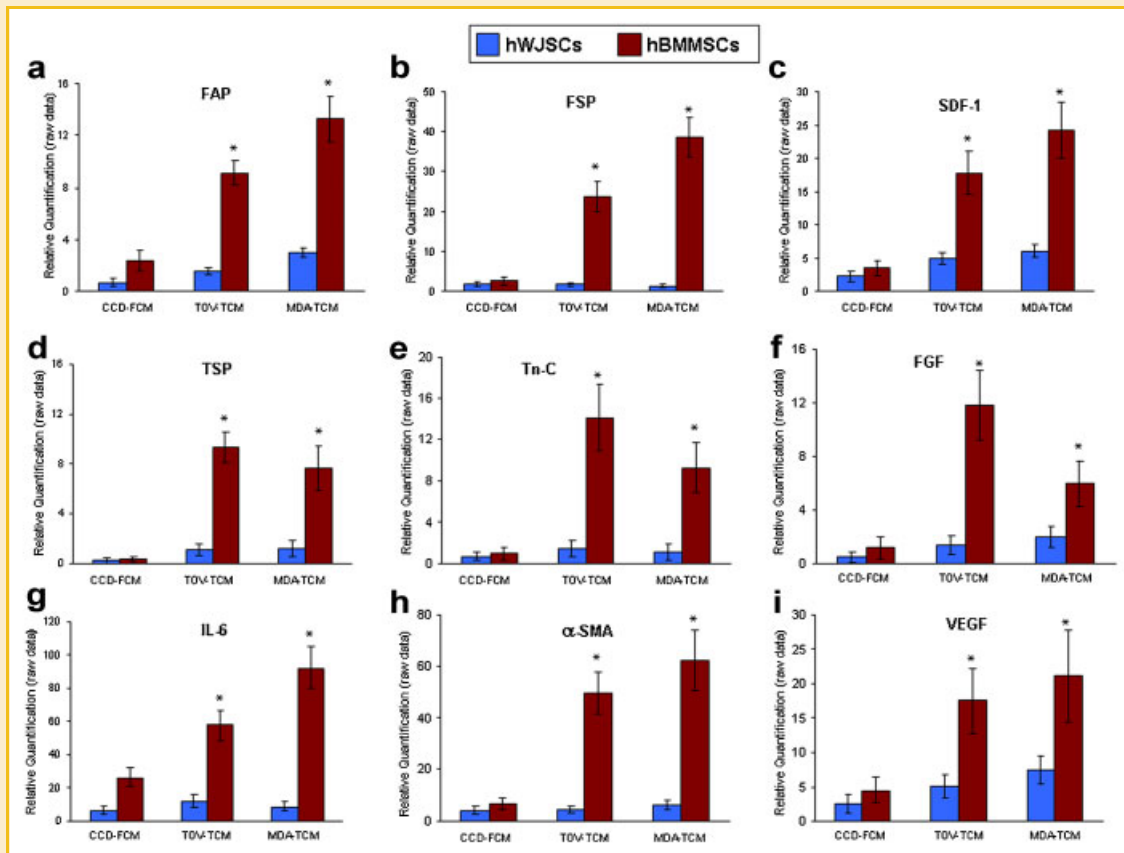 hWJSCs hBMMSCs
a
FAP
Relative Quantification (raw data)
16
12
8
4
0
CCD-FCM TOV-TCM MDA-TCM
*
*
b
FSP
Relative Quantification (raw data)
50
40
30
20
10
0
CCD-FCM TOV-TCM MDA-TCM
*
*
c
SDF-1
Relative Quantification (raw data)
30
25
20
15
10
5
0
CCD-FCM TOV-TCM MDA-TCM
*
*
d
TSP
Relative Quantification (raw data)
16
12
8
4
0
CCD-FCM TOV-TCM MDA-TCM
*
*
e
Tn-C
Relative Quantification (raw data)
20
16
12
8
4
0
CCD-FCM TOV-TCM MDA-TCM
*
*
f
FGF
Relative Quantification (raw data)
16
12
8
4
0
CCD-FCM TOV-TCM MDA-TCM
*
*
g
IL-6
Relative Quantification (raw data)
120
100
80
60
40
20
0
CCD-FCM TOV-TCM MDA-TCM
*
*
h
α-SMA
Relative Quantification (raw data)
80
60
40
20
0
CCD-FCM TOV-TCM MDA-TCM
*
*
i
VEGF
Relative Quantification (raw data)
30
25
20
15
10
5
0
CCD-FCM TOV-TCM MDA-TCM
*
*